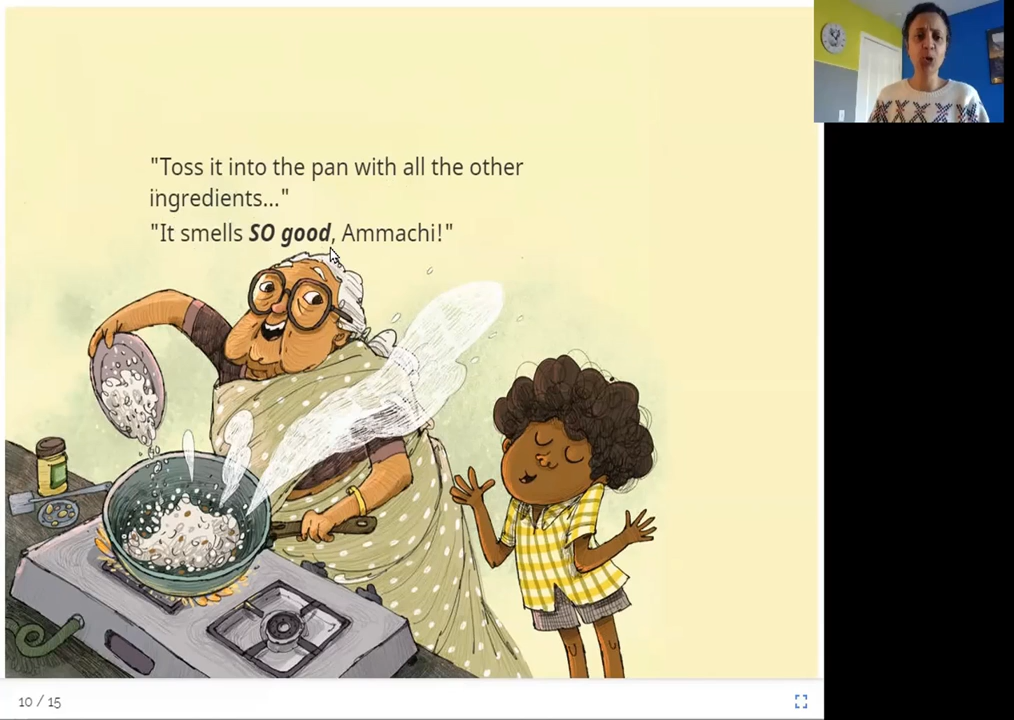 "Toss it into the pan with all the other
ingredients..."
"It smells SO good, Ammachi!"
10 / 15